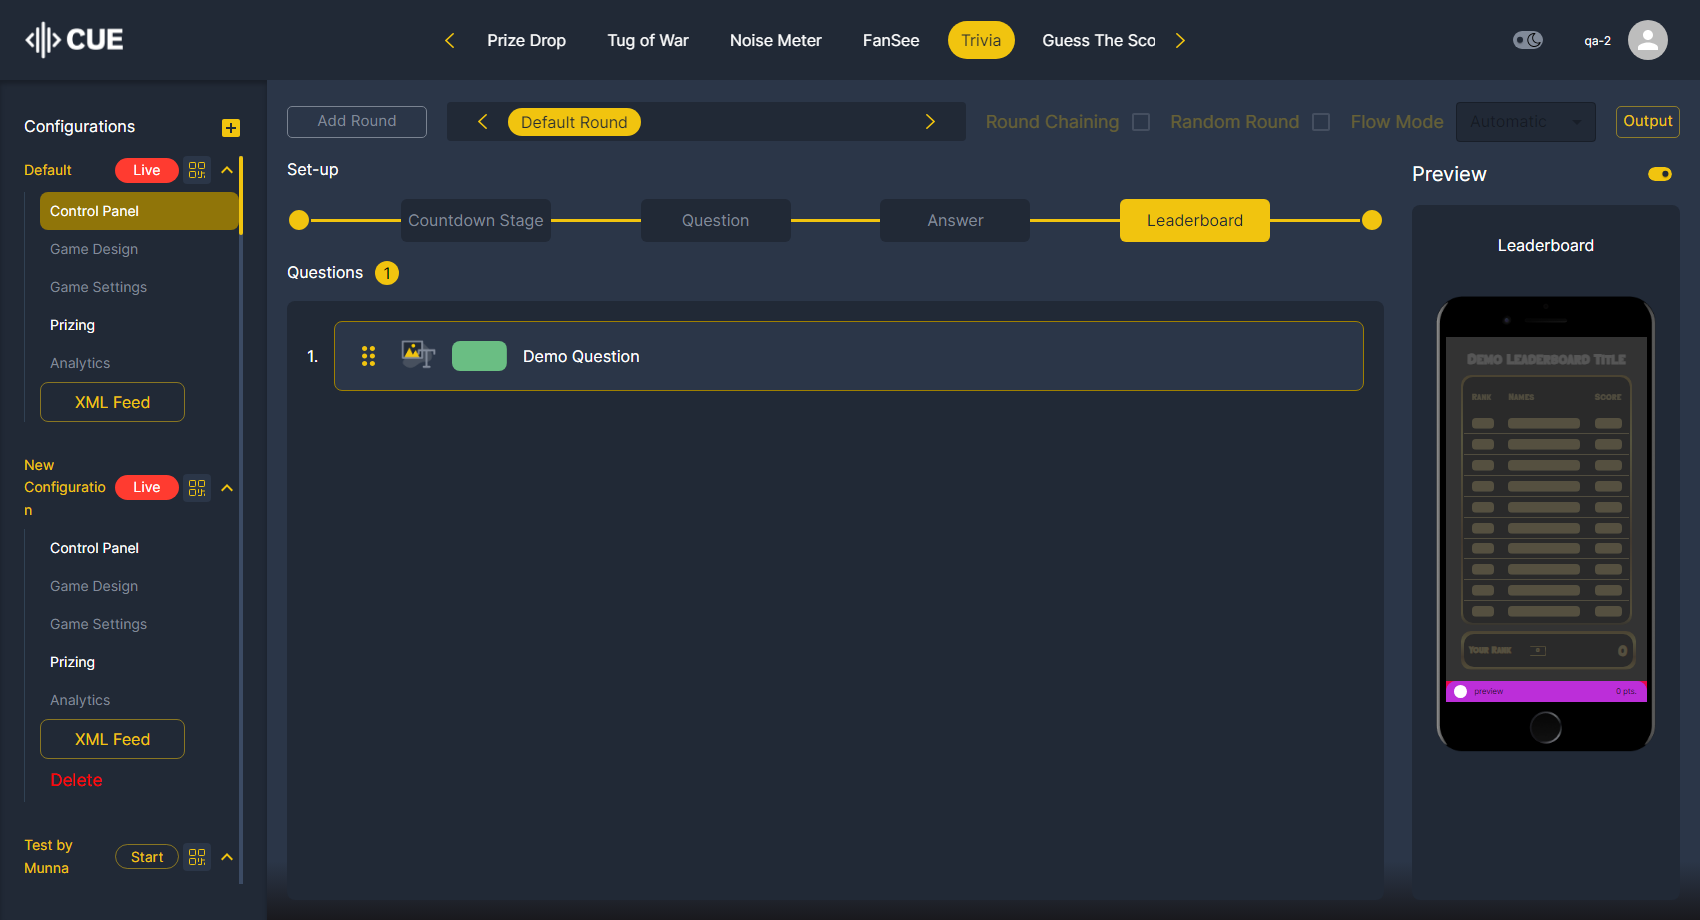 CUE
Prize Drop
Tug of War
Noise Meter
FanSee
Trivia
Guess The Sco
qa-2
Configurations
Default
Live
Control Panel
Game Design
Game Settings
Prizing
Analytics
XML Feed
New
Configuratio
n
Live
Control Panel
Game Design
Game Settings
Prizing
Analytics
XML Feed
Delete
Test by
Munna
Start
Add Round
Default Round
Round Chaining
Random Round
Flow Mode
Automatic
Output
Set-up
Countdown Stage
Question
Answer
Leaderboard
Questions 1
1. Demo Question
Preview
Leaderboard
Demo Leaderboard Title
Rank Names Score
Your Rank
preview 0 pts.